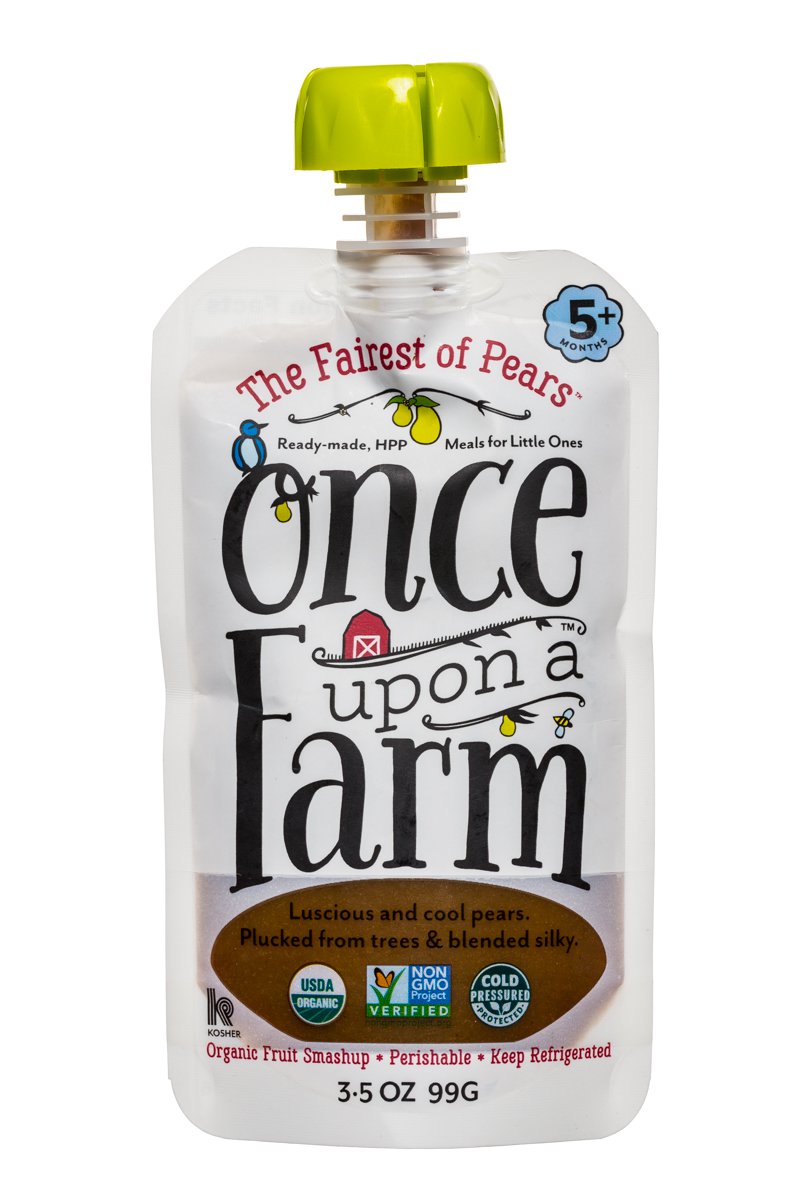 5+
MONTHS
The Fairest of Pears™
Ready-made, HPP Meals for Little Ones
Once
upon a™
Farm
Luscious and cool pears.
Plucked from trees & blended silky.
USDA
ORGANIC
NON
GMO
Project
VERIFIED
nongmoproject.org
COLD
PRESSURED
PROTECTED
K
KOSHER
Organic Fruit Smashup * Perishable * Keep Refrigerated
3.5 OZ 99G